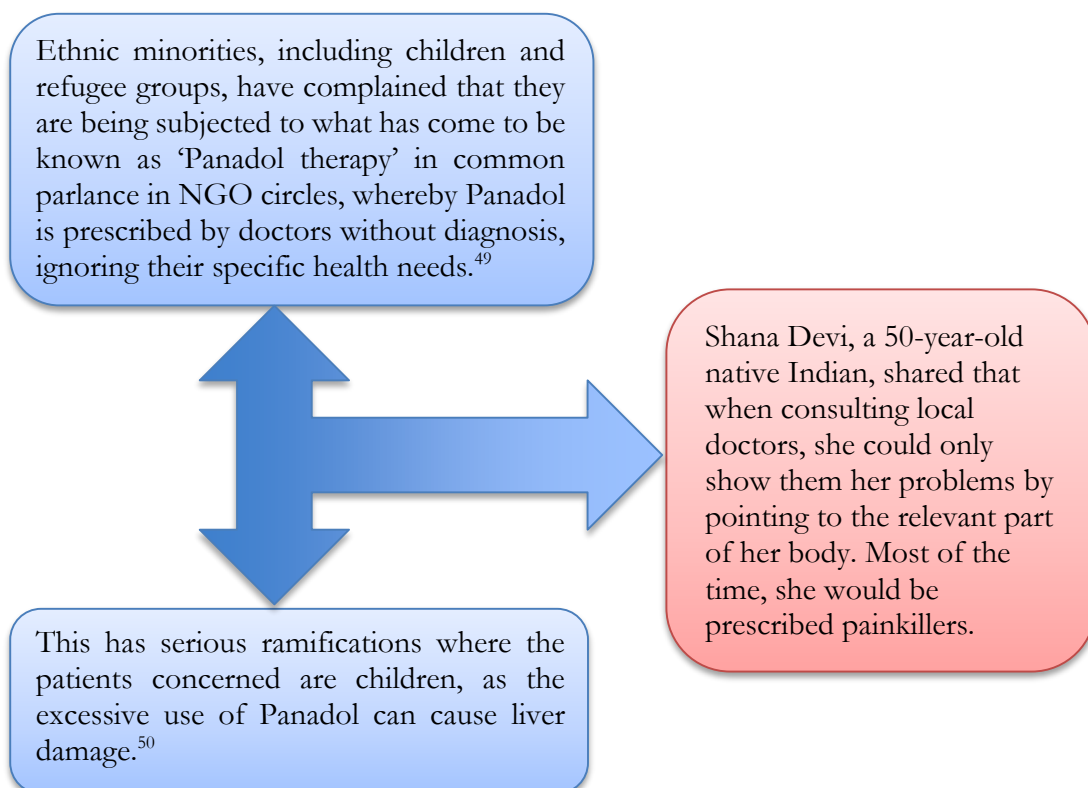 Ethnic minorities, including children and
refugee groups, have complained that they
are being subjected to what has come to be
known as ‘Panadol therapy’ in common
parlance in NGO circles, whereby Panadol
is prescribed by doctors without diagnosis,
ignoring their specific health needs.49
Shana Devi, a 50-year-old
native Indian, shared that
when consulting local
doctors, she could only
show them her problems by
pointing to the relevant part
of her body. Most of the
time, she would be
prescribed painkillers.
This has serious ramifications where the
patients concerned are children, as the
excessive use of Panadol can cause liver
damage.50